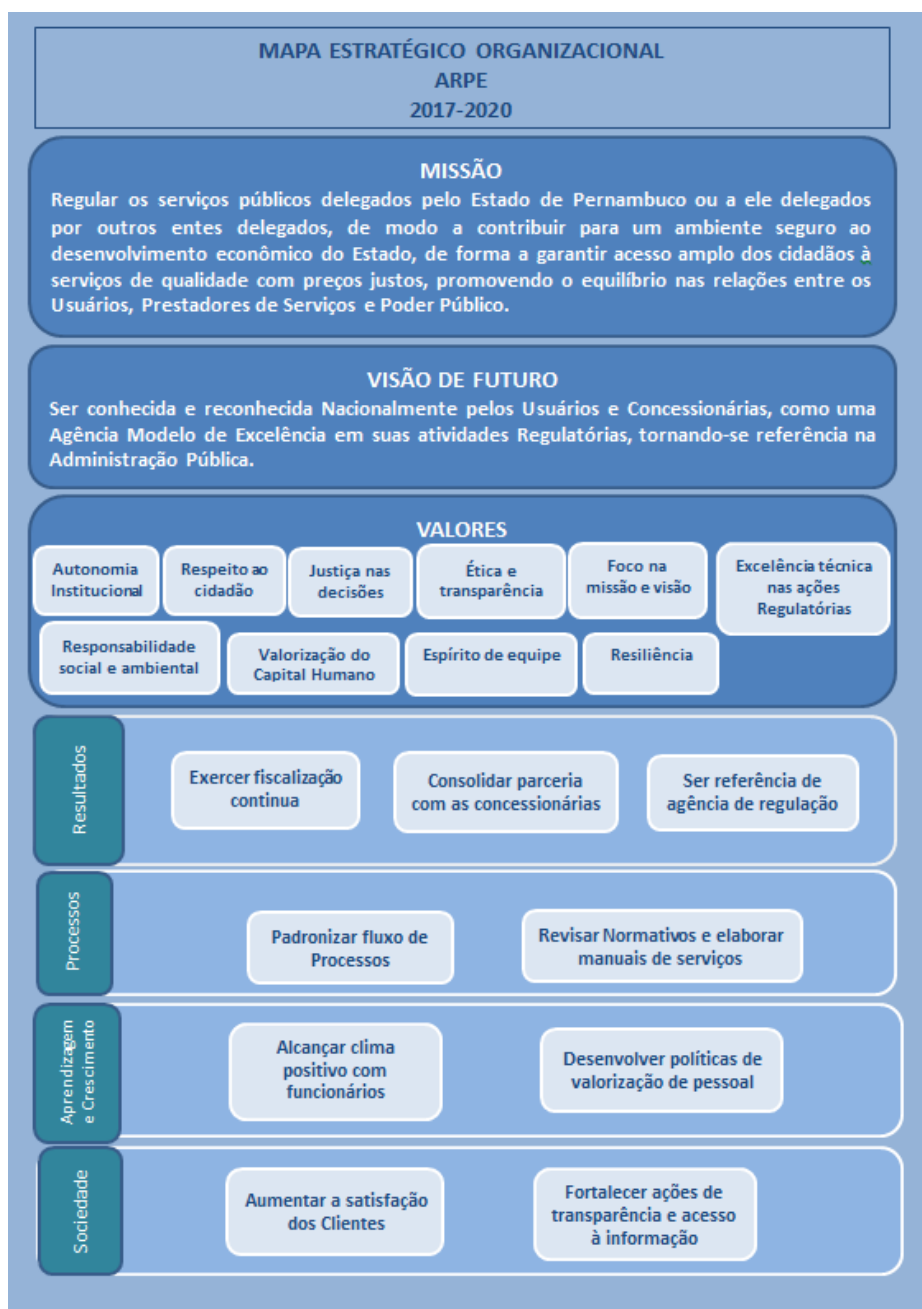 MAPA ESTRATÉGICO ORGANIZACIONAL
ARPE
2017-2020
MISSÃO
Regular os serviços públicos delegados pelo Estado de Pernambuco ou a ele delegados
por outros entes delegados, de modo a contribuir para um ambiente seguro ao
desenvolvimento econômico do Estado, de forma a garantir acesso amplo dos cidadãos à
serviços de qualidade com preços justos, promovendo o equilíbrio nas relações entre os
Usuários, Prestadores de Serviços e Poder Público.
VISÃO DE FUTURO
Ser conhecida e reconhecida Nacionalmente pelos Usuários e Concessionárias, como uma
Agência Modelo de Excelência em suas atividades Regulatórias, tornando-se referência na
Administração Pública.
VALORES
Autonomia
Institucional
Respeito ao
cidadão
Justiça nas
decisões
Ética e
transparência
Foco na
missão e visão
Excelência técnica
nas ações
Regulatórias
Responsabilidade
social e ambiental
Valorização do
Capital Humano
Espírito de equipe
Resiliência
Resultados
Exercer fiscalização
continua
Consolidar parceria
com as concessionárias
Ser referência de
agência de regulação
Processos
Padronizar fluxo de
Processos
Revisar Normativos e elaborar
manuais de serviços
Aprendizagem
e Crescimento
Alcançar clima
positivo com
funcionários
Desenvolver políticas de
valorização de pessoal
Sociedade
Aumentar a satisfação
dos Clientes
Fortalecer ações de
transparência e acesso
à informação